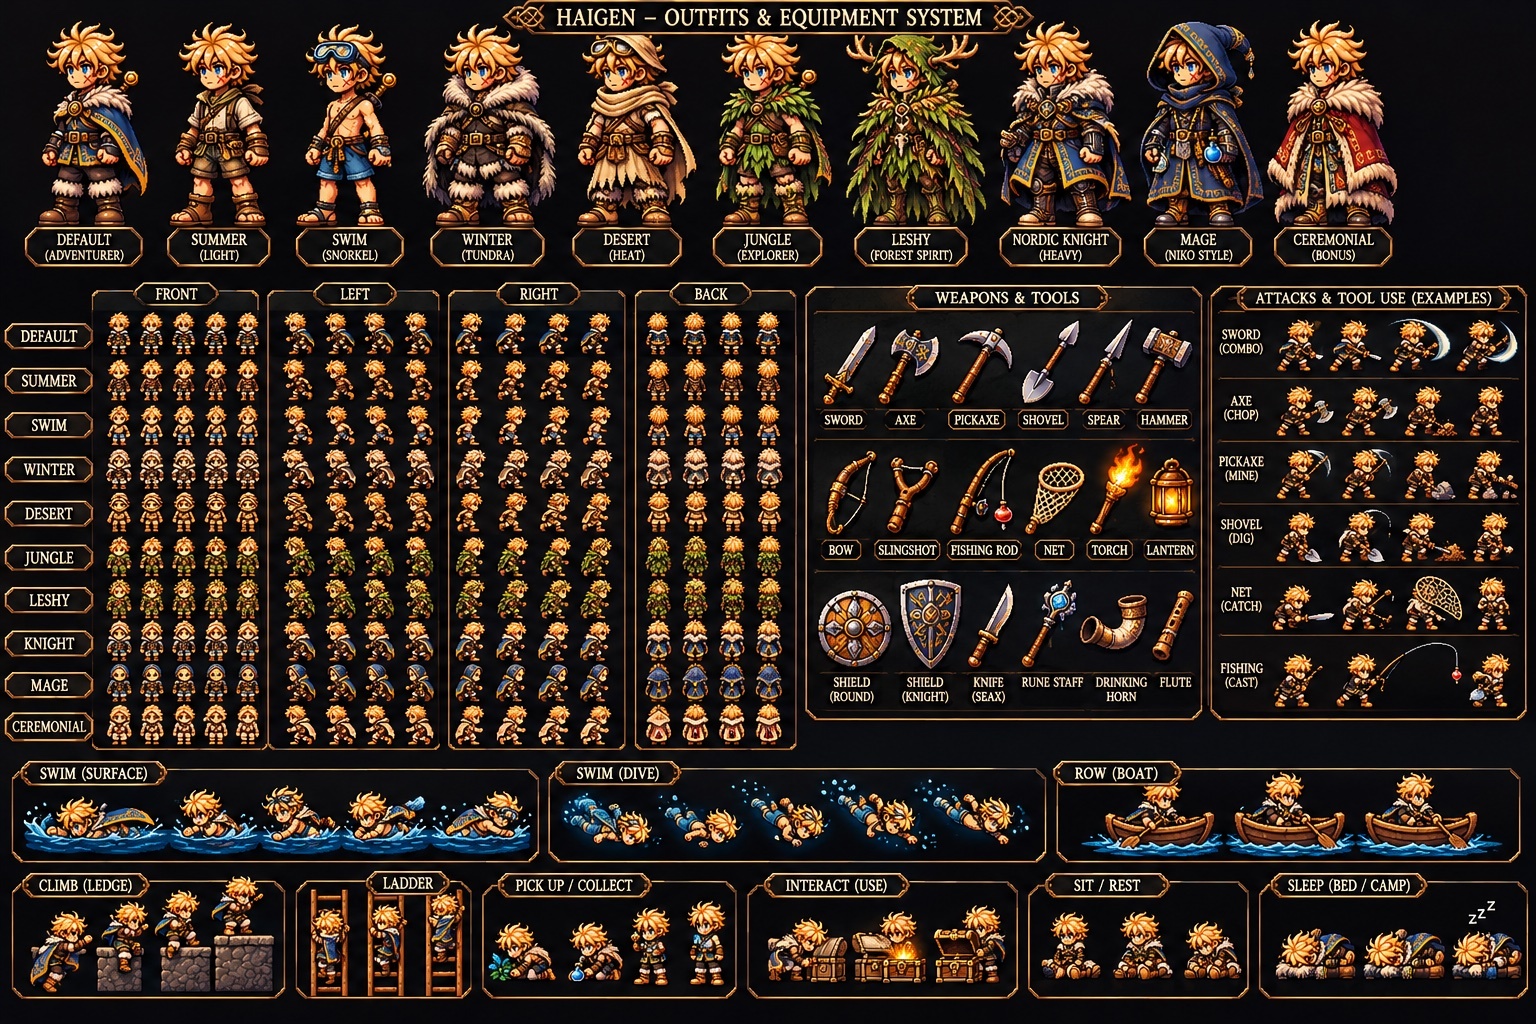 HAIGEN – OUTFITS & EQUIPMENT SYSTEM
DEFAULT
(ADVENTURER)
SUMMER
(LIGHT)
SWIM
(SNORKEL)
WINTER
(TUNDRA)
DESERT
(HEAT)
JUNGLE
(EXPLORER)
LESHY
(FOREST SPIRIT)
NORDIC KNIGHT
(HEAVY)
MAGE
(NIKO STYLE)
CEREMONIAL
(BONUS)
FRONT
LEFT
RIGHT
BACK
DEFAULT
SUMMER
SWIM
WINTER
DESERT
JUNGLE
LESHY
KNIGHT
MAGE
CEREMONIAL
WEAPONS & TOOLS
SWORD
AXE
PICKAXE
SHOVEL
SPEAR
HAMMER
BOW
SLINGSHOT
FISHING ROD
NET
TORCH
LANTERN
SHIELD
(ROUND)
SHIELD
(KNIGHT)
KNIFE
(SEAX)
RUNE STAFF
DRINKING
HORN
FLUTE
ATTACKS & TOOL USE (EXAMPLES)
SWORD
(COMBO)
AXE
(CHOP)
PICKAXE
(MINE)
SHOVEL
(DIG)
NET
(CATCH)
FISHING
(CAST)
SWIM (SURFACE)
SWIM (DIVE)
ROW (BOAT)
CLIMB (LEDGE)
LADDER
PICK UP / COLLECT
INTERACT (USE)
SIT / REST
SLEEP (BED / CAMP)
z z z